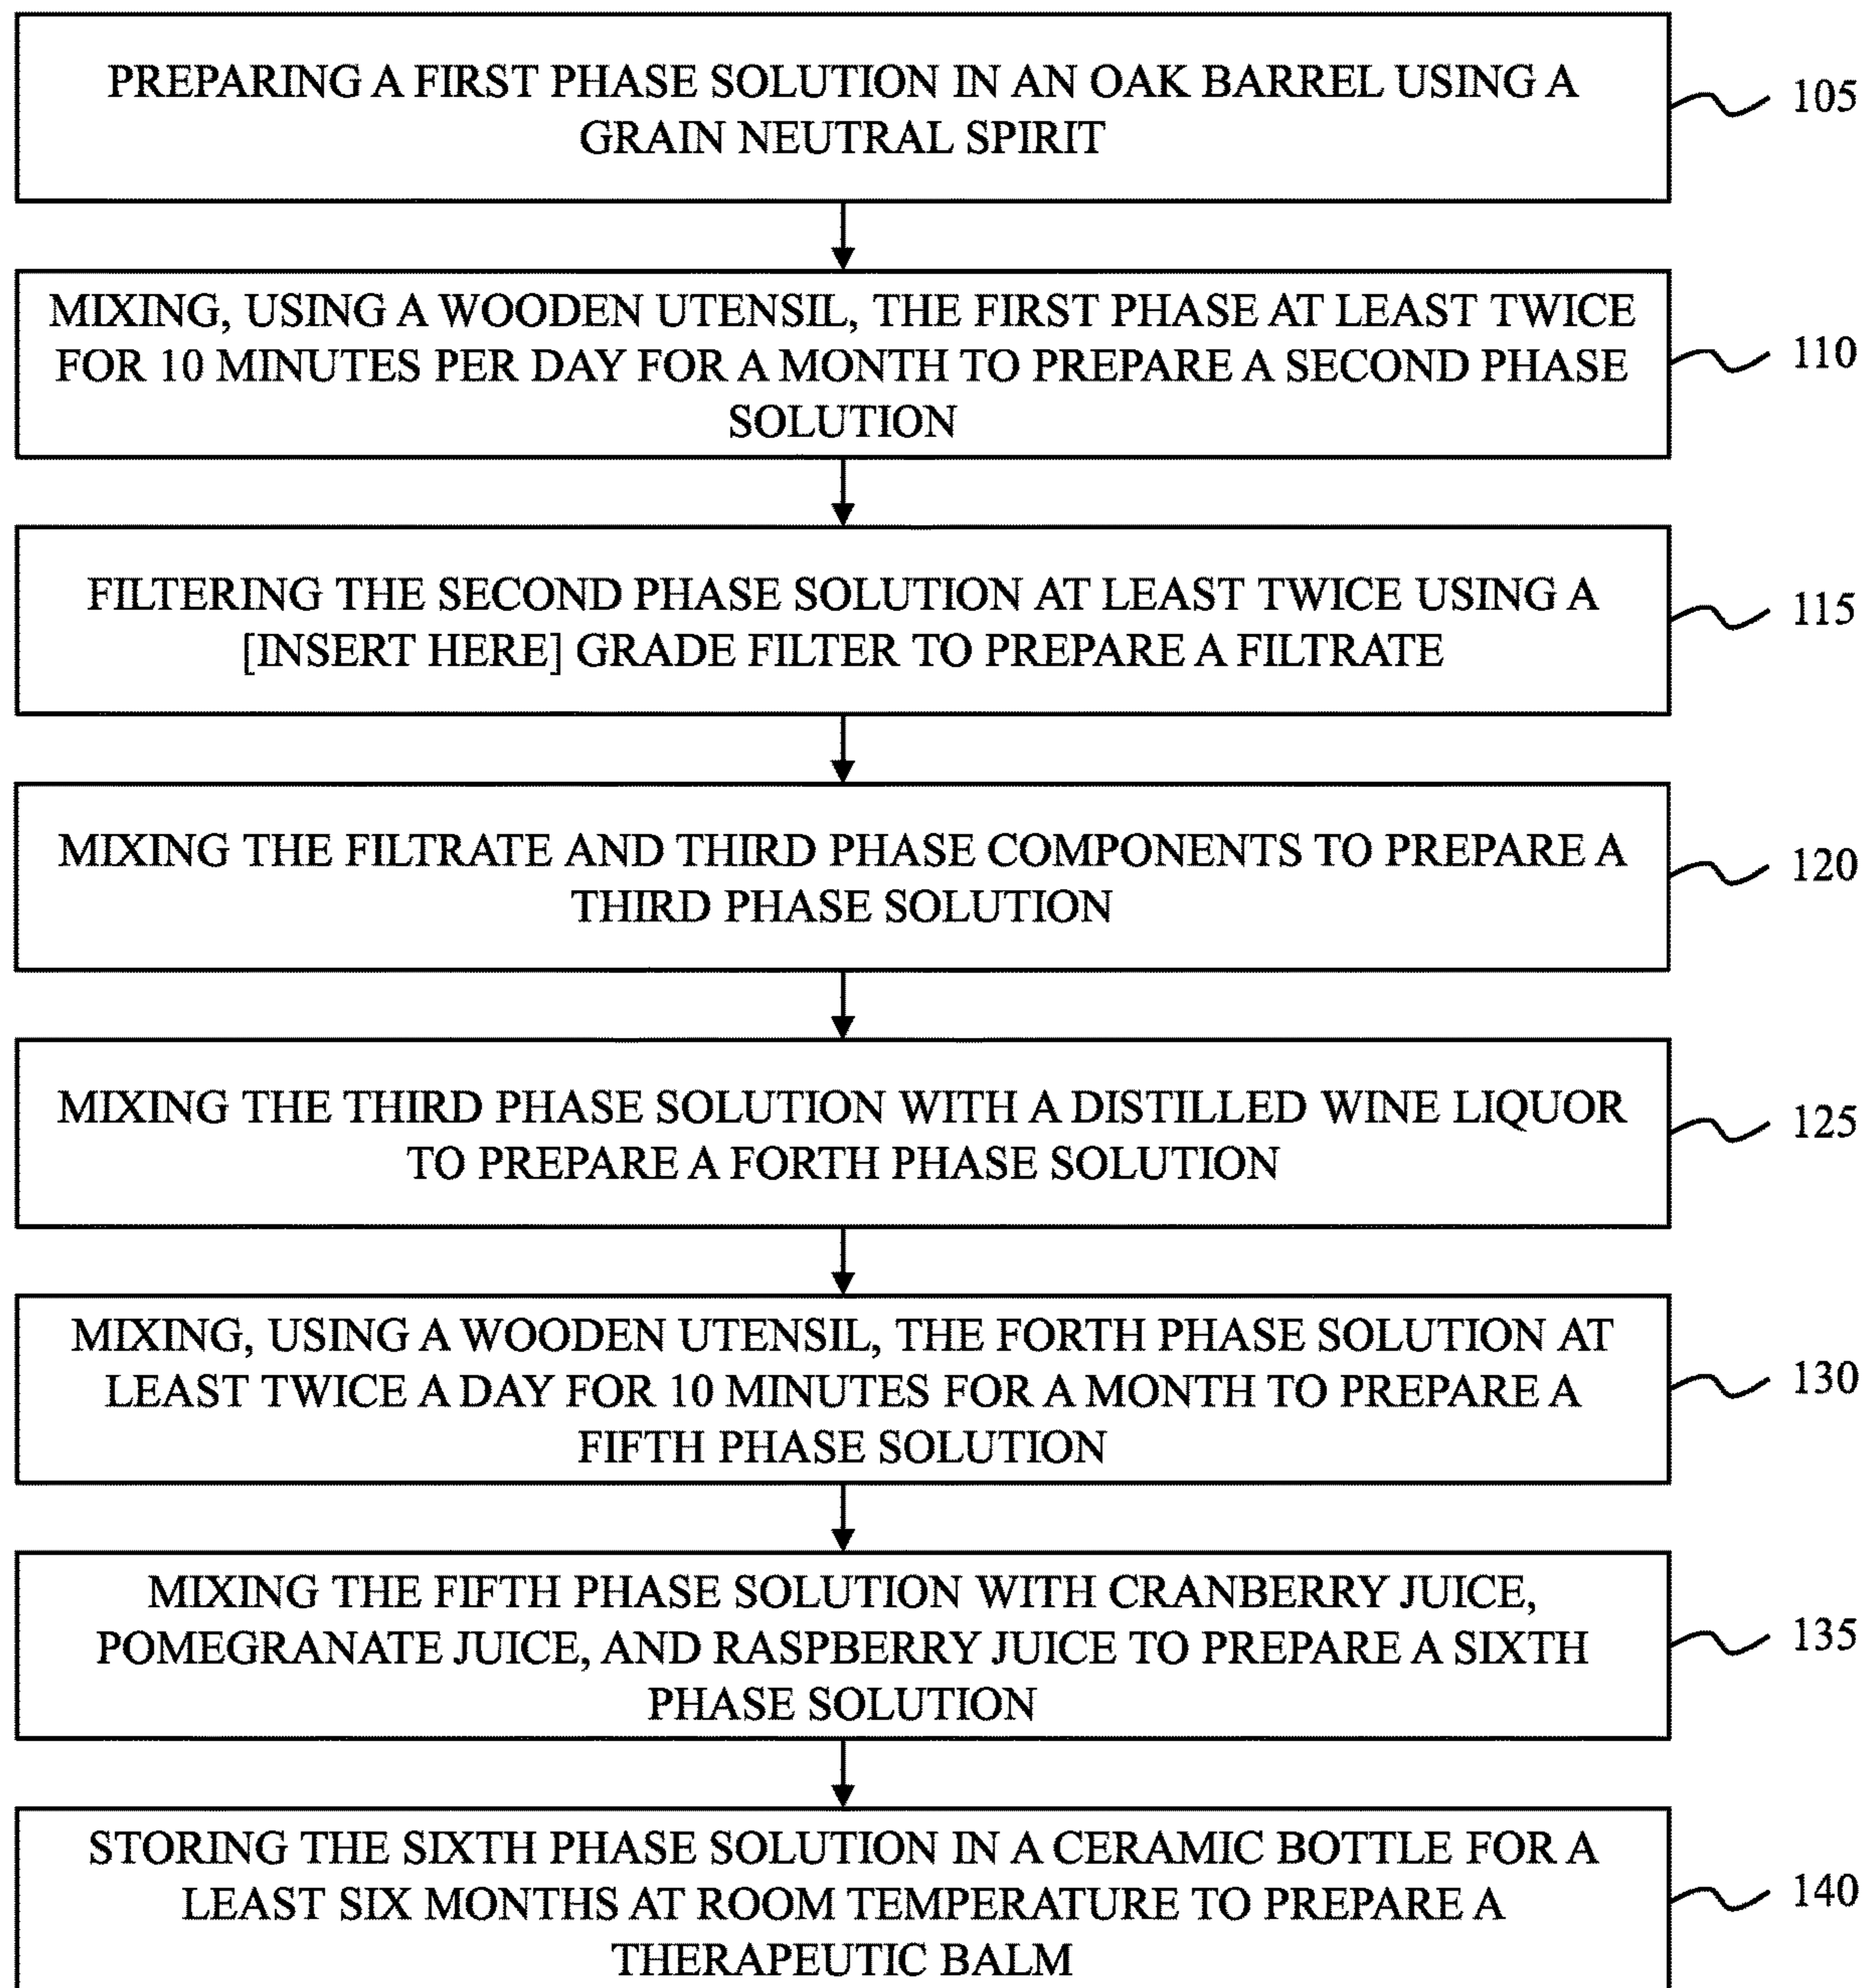 PREPARING A FIRST PHASE SOLUTION IN AN OAK BARREL USING A
GRAIN NEUTRAL SPIRIT
105
MIXING, USING A WOODEN UTENSIL, THE FIRST PHASE AT LEAST TWICE
FOR 10 MINUTES PER DAY FOR A MONTH TO PREPARE A SECOND PHASE
SOLUTION
110
FILTERING THE SECOND PHASE SOLUTION AT LEAST TWICE USING A
[INSERT HERE] GRADE FILTER TO PREPARE A FILTRATE
115
MIXING THE FILTRATE AND THIRD PHASE COMPONENTS TO PREPARE A
THIRD PHASE SOLUTION
120
MIXING THE THIRD PHASE SOLUTION WITH A DISTILLED WINE LIQUOR
TO PREPARE A FORTH PHASE SOLUTION
125
MIXING, USING A WOODEN UTENSIL, THE FORTH PHASE SOLUTION AT
LEAST TWICE A DAY FOR 10 MINUTES FOR A MONTH TO PREPARE A
FIFTH PHASE SOLUTION
130
MIXING THE FIFTH PHASE SOLUTION WITH CRANBERRY JUICE,
POMEGRANATE JUICE, AND RASPBERRY JUICE TO PREPARE A SIXTH
PHASE SOLUTION
135
STORING THE SIXTH PHASE SOLUTION IN A CERAMIC BOTTLE FOR A
LEAST SIX MONTHS AT ROOM TEMPERATURE TO PREPARE A
THERAPEUTIC BALM
140